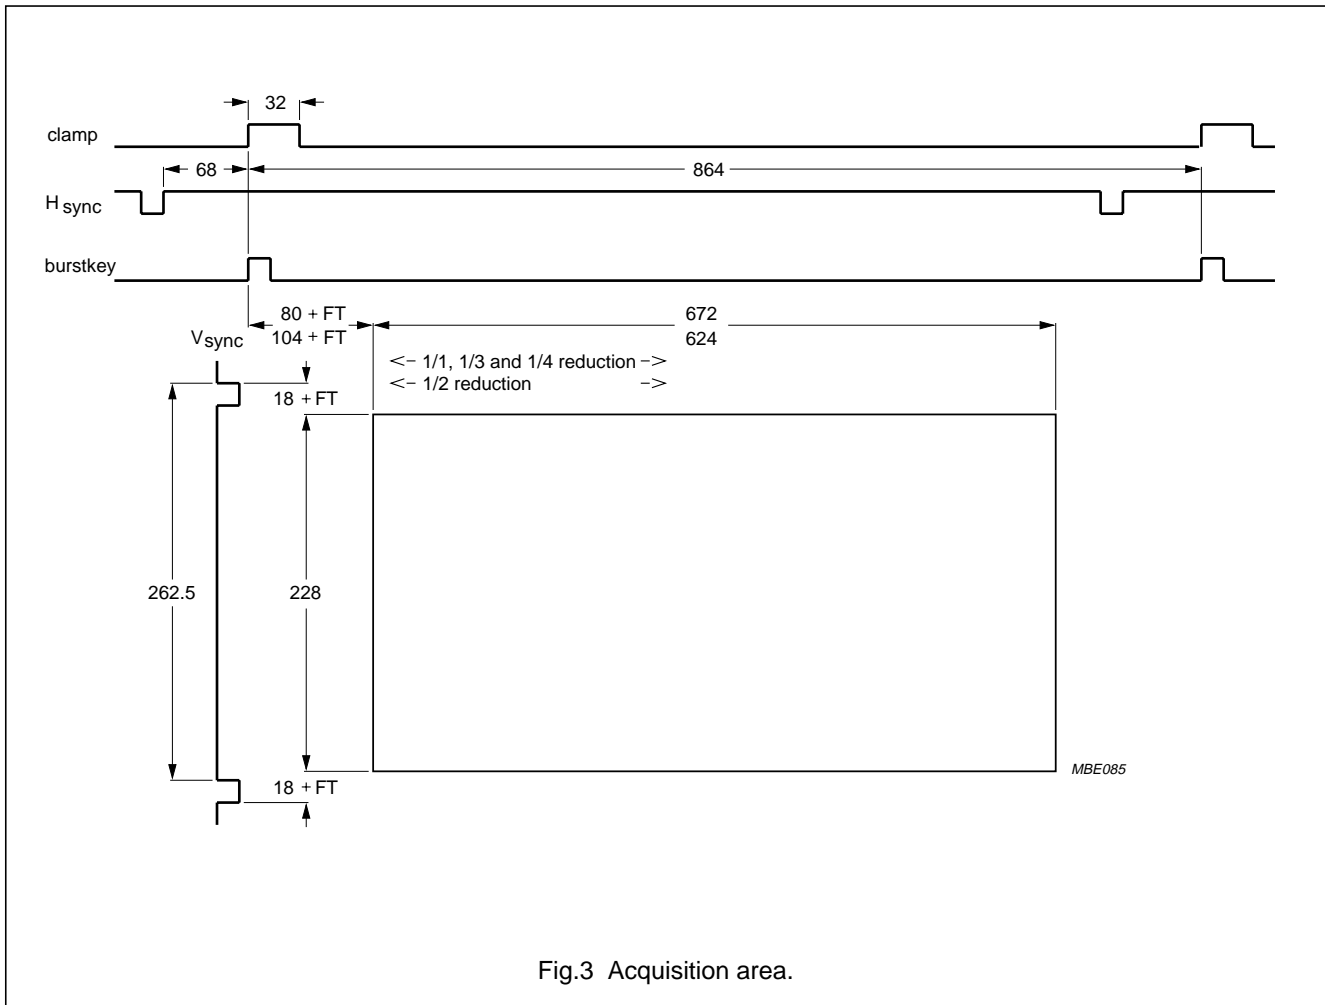 32
clamp
68
864
H sync
burstkey
80 + FT
672
Vsync
104 + FT
624
<– 1/1, 1/3 and 1/4 reduction –>
<– 1/2 reduction –>
18 + FT
262.5
228
MBE085
18 + FT
Fig.3 Acquisition area.